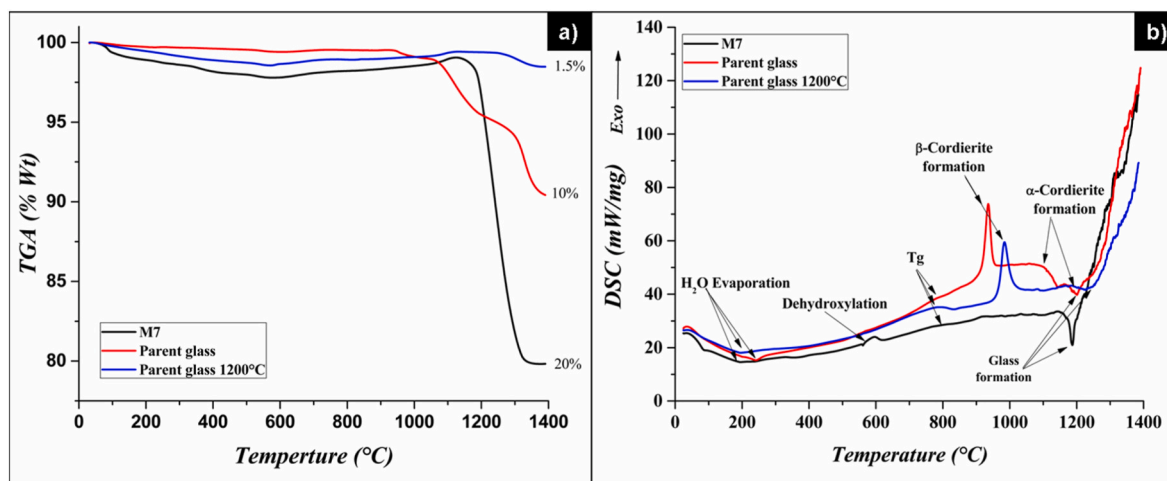 a)
100
95
90
85
80
TGA (% Wt)
1.5%
10%
20%
M7
Parent glass
Parent glass 1200°C
0
200
400
600
800
1000
1200
1400
Temperture (°C)
b)
M7
Parent glass
Parent glass 1200°C
Exo
140
120
100
80
60
40
20
0
DSC (mW/mg)
β-Cordierite
formation
α-Cordierite
formation
Tg
H2O Evaporation
Dehydroxylation
Glass
formation
0
200
400
600
800
1000
1200
1400
Temperature (°C)